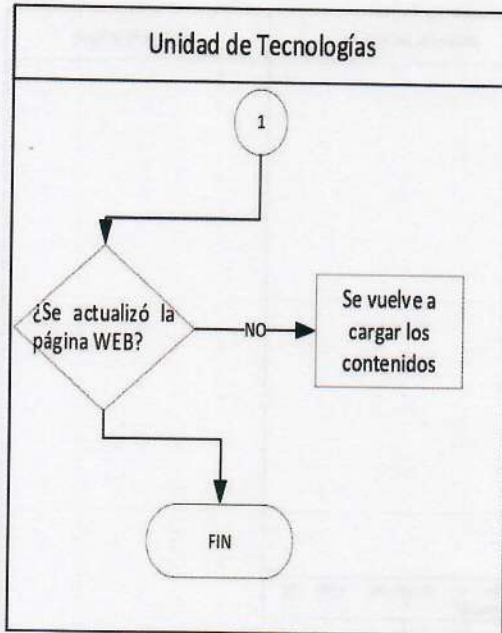 Unidad de Tecnologías
1
¿Se actualizó la
página WEB?
NO
Se vuelve a
cargar los
contenidos
FIN